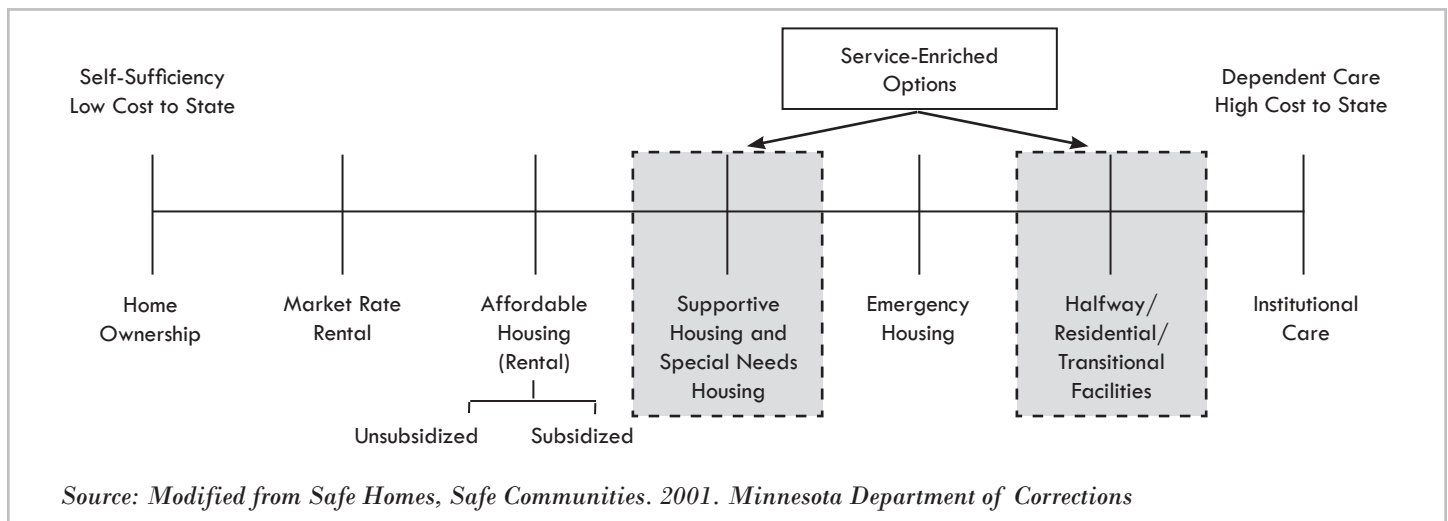 Self-Sufficiency
Low Cost to State
Service-Enriched
Options
Dependent Care
High Cost to State
Home
Ownership
Market Rate
Rental
Affordable
Housing
(Rental)
Unsubsidized
Subsidized
Supportive
Housing and
Special Needs
Housing
Emergency
Housing
Halfway/
Residential/
Transitional
Facilities
Institutional
Care
Source: Modified from Safe Homes, Safe Communities. 2001. Minnesota Department of Corrections